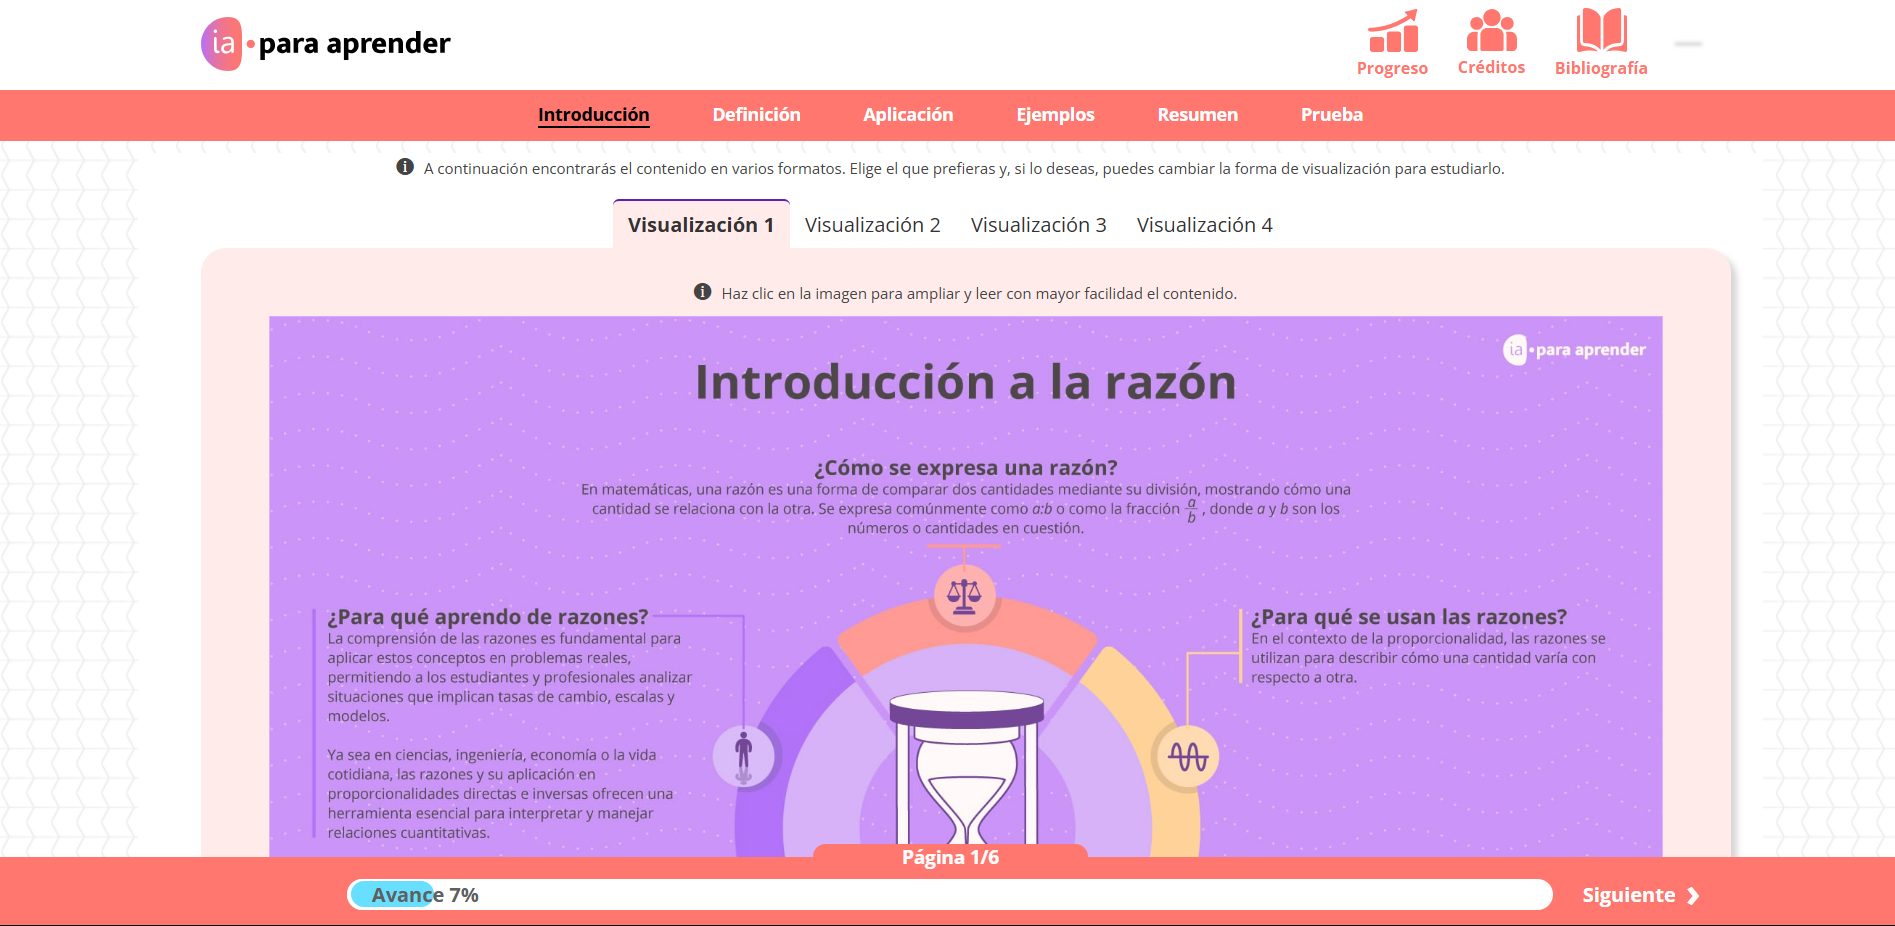 ia • para aprender
Progreso
Créditos
Bibliografía
Introducción
Definición
Aplicación
Ejemplos
Resumen
Prueba
A continuación encontrarás el contenido en varios formatos. Elige el que prefieras y, si lo deseas, puedes cambiar la forma de visualización para estudiarlo.
Visualización 1
Visualización 2
Visualización 3
Visualización 4
Haz clic en la imagen para ampliar y leer con mayor facilidad el contenido.
ia • para aprender
Introducción a la razón
¿Cómo se expresa una razón?
En matemáticas, una razón es una forma de comparar dos cantidades mediante su división, mostrando cómo una
cantidad se relaciona con la otra. Se expresa comúnmente como a:b o como la fracción a/b , donde a y b son los
números o cantidades en cuestión.
¿Para qué aprendo de razones?
La comprensión de las razones es fundamental para
aplicar estos conceptos en problemas reales,
permitiendo a los estudiantes y profesionales analizar
situaciones que implican tasas de cambio, escalas y
modelos.
Ya sea en ciencias, ingeniería, economía o la vida
cotidiana, las razones y su aplicación en
proporcionalidades directas e inversas ofrecen una
herramienta esencial para interpretar y manejar
relaciones cuantitativas.
¿Para qué se usan las razones?
En el contexto de la proporcionalidad, las razones se
utilizan para describir cómo una cantidad varía con
respecto a otra.
Página 1/6
Avance 7%
Siguiente